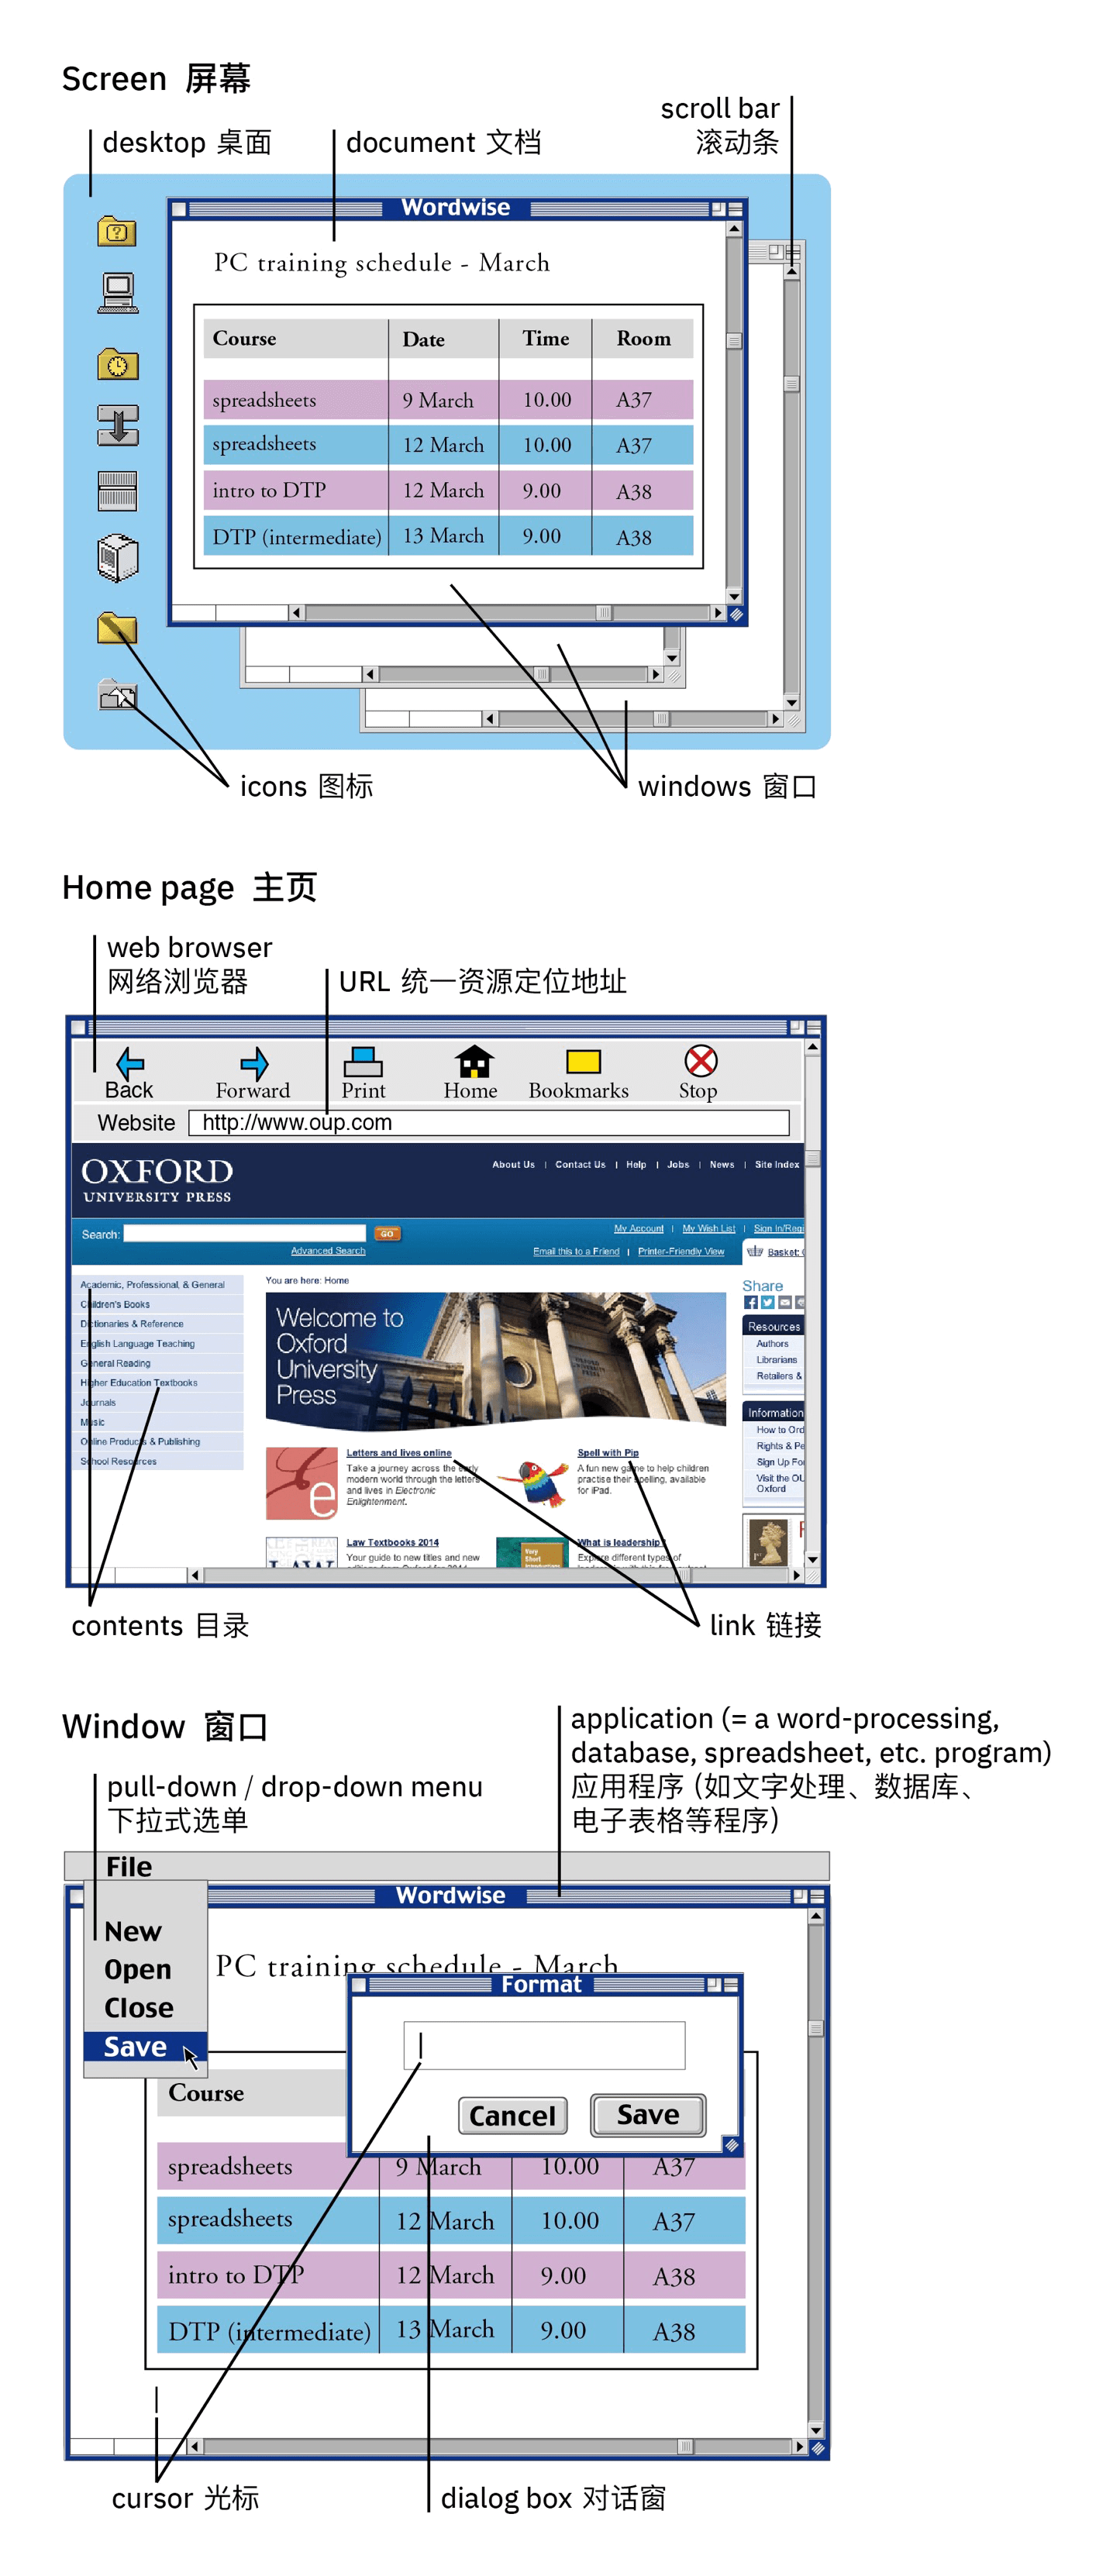 Screen 屏幕
scroll bar
滚动条
desktop 桌面
document 文档
Wordwise
PC training schedule - March
Course Date Time Room
spreadsheets 9 March 10.00 A37
spreadsheets 12 March 10.00 A37
intro to DTP 12 March 9.00 A38
DTP (intermediate) 13 March 9.00 A38
icons 图标
windows 窗口
Home page 主页
web browser
网络浏览器
URL 统一资源定位地址
Back Forward Print Home Bookmarks Stop
Website http://www.oup.com
OXFORD
UNIVERSITY PRESS
About Us | Contact Us | Help | Jobs | News | Site Index
Search: GO
My Account | My Wish List | Sign In/Regi
Advanced Search
Email this to a Friend | Printer-Friendly View
Basket:
Academic, Professional, & General
Children's Books
Dictionaries & Reference
English Language Teaching
General Reading
Higher Education Textbooks
Journals
Music
Online Products & Publishing
School Resources
You are here: Home
Welcome to
Oxford
University
Press
OXFORD
UNIVERSITY
PRESS
Share
Resources
Authors
Librarians
Retailers &
Information
How to Ord
Rights & Pe
Sign Up For
Visit the OU
Oxford
e
Letters and lives online
Take a journey across the early
modern world through the letters
and lives in Electronic
Enlightenment.
Spell with Pip
A fun new game to help children
practise their spelling, available
for iPad.
Law Textbooks 2014
Your guide to new titles and new
LAW
Very
Short
What is leadership?
Explore different types of
1st
contents 目录
link 链接
Window 窗口
application (= a word-processing,
database, spreadsheet, etc. program)
应用程序 (如文字处理、数据库、
电子表格等程序)
pull-down / drop-down menu
下拉式选单
File
New
Open
Close
Save
Wordwise
PC training schedule - March
Format
Cancel Save
Course
spreadsheets 9 March 10.00 A37
spreadsheets 12 March 10.00 A37
intro to DTP 12 March 9.00 A38
DTP (intermediate) 13 March 9.00 A38
cursor 光标
dialog box 对话窗